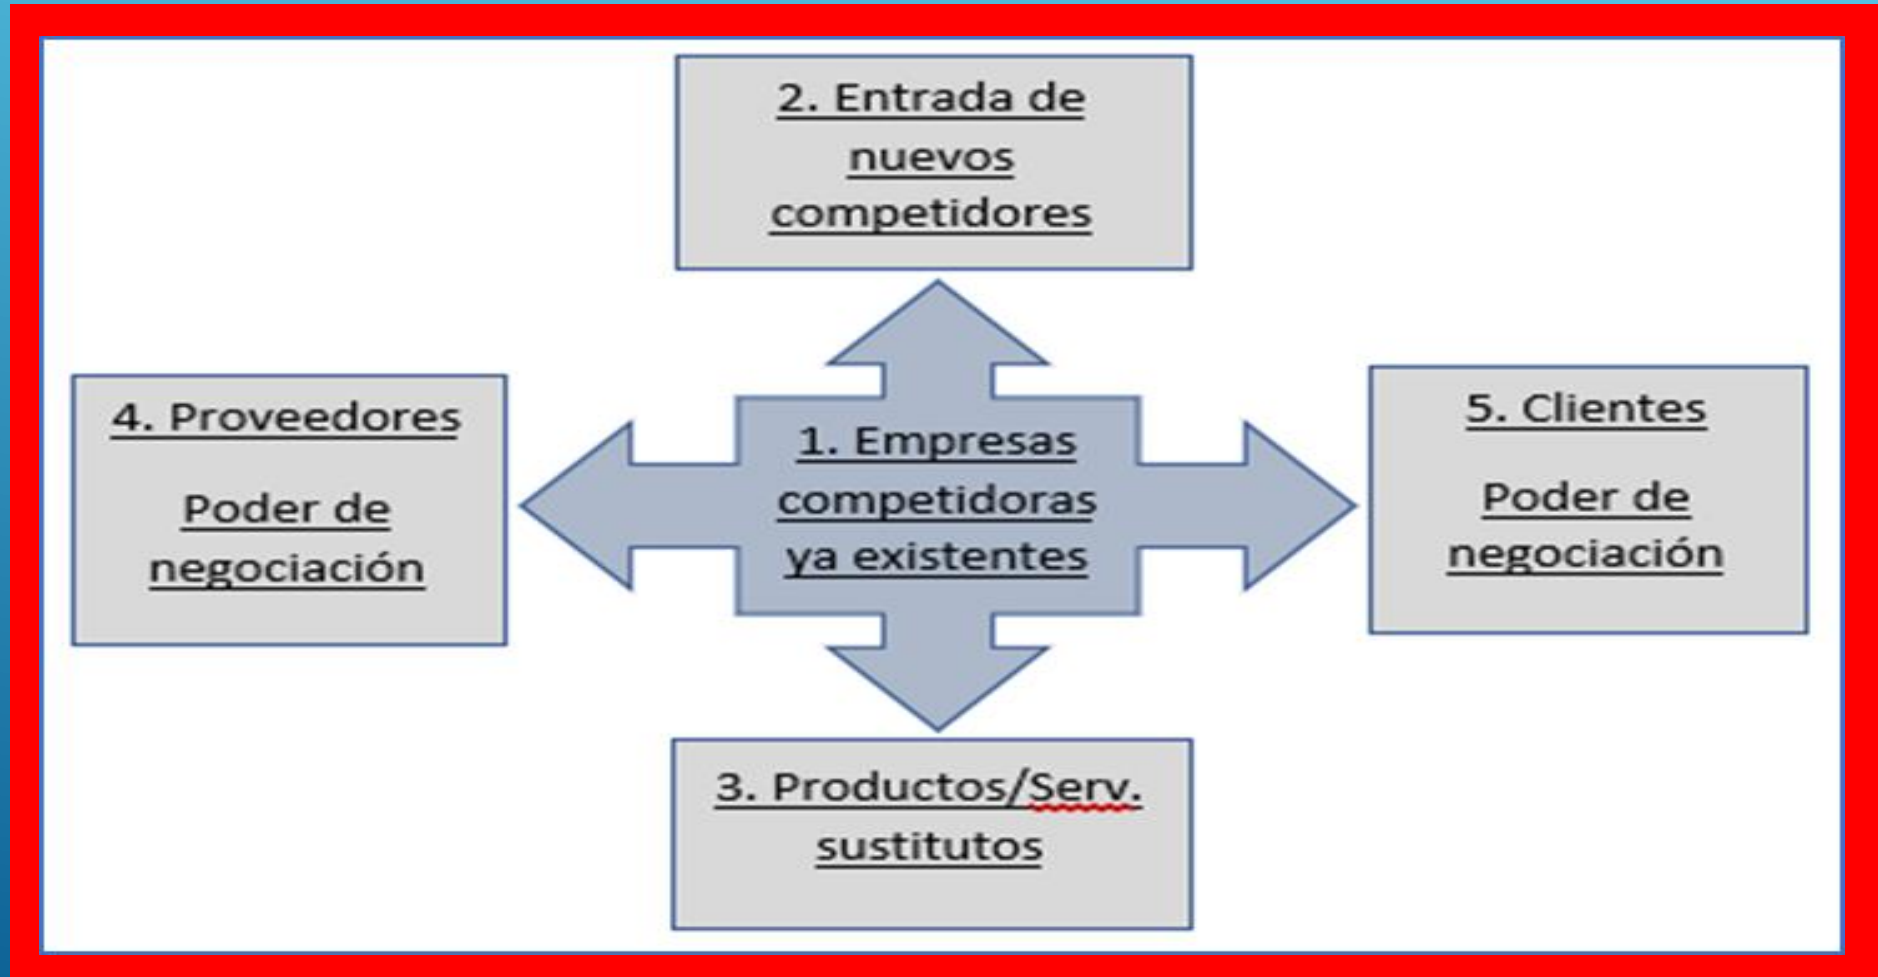 2. Entrada de
nuevos
competidores
4. Proveedores
Poder de
negociación
1. Empresas
competidoras
ya existentes
5. Clientes
Poder de
negociación
3. Productos/Serv.
sustitutos